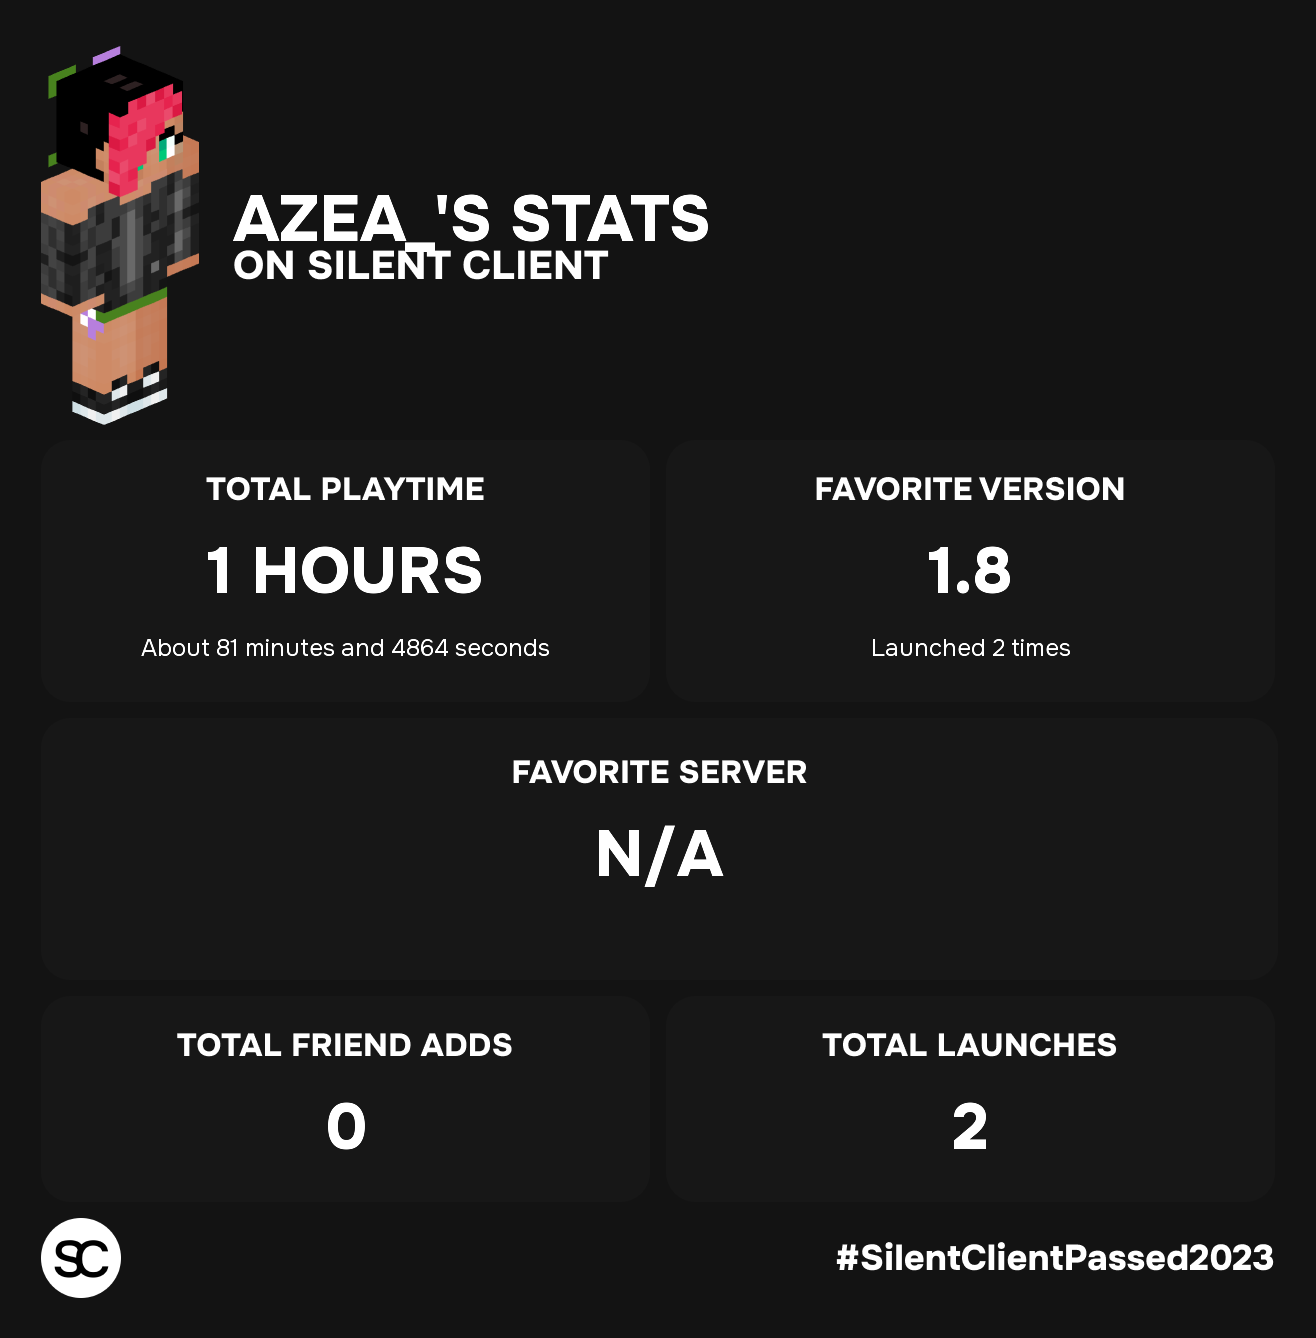 AZEA_'S STATS
ON SILENT CLIENT
TOTAL PLAYTIME
1 HOURS
About 81 minutes and 4864 seconds
FAVORITE VERSION
1.8
Launched 2 times
FAVORITE SERVER
N/A
TOTAL FRIEND ADDS
0
TOTAL LAUNCHES
2
SC
#SilentClientPassed2023